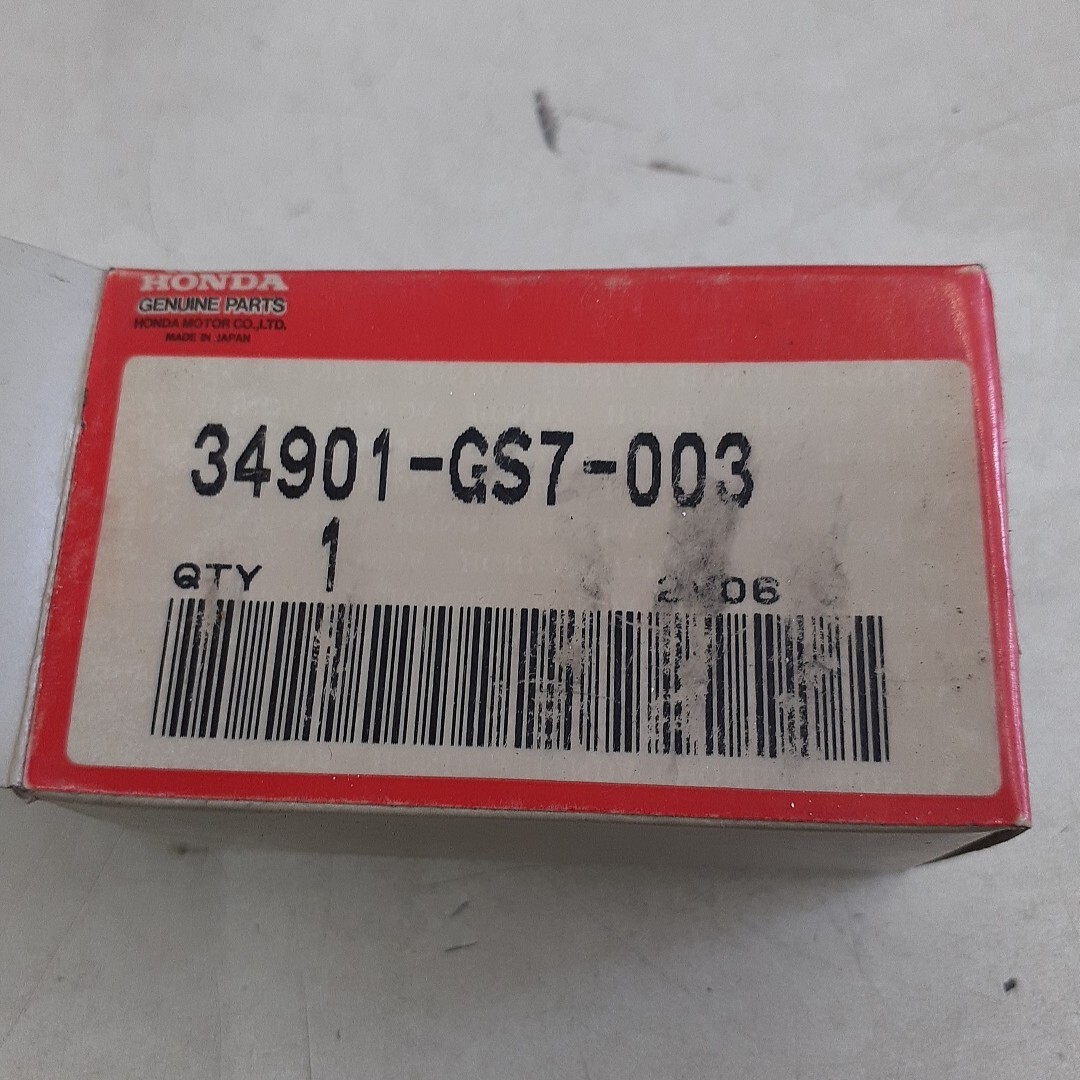 HONDA
GENUINE PARTS
HONDA MOTOR CO.,LTD.
MADE IN JAPAN
34901-GS7-003
QTY 1